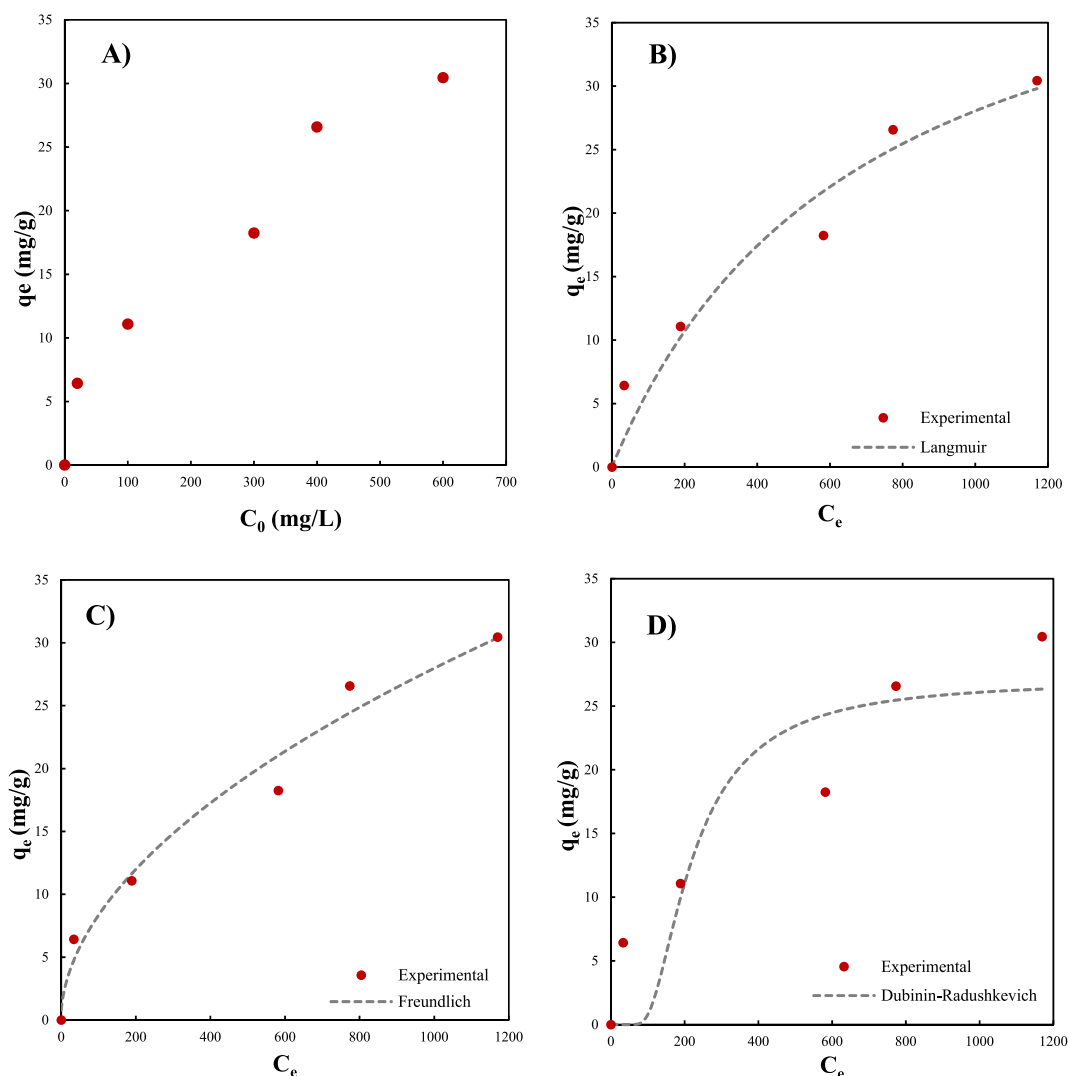 A)
qe (mg/g)
35
30
25
20
15
10
5
0
0 100 200 300 400 500 600 700
C0 (mg/L)
B)
qe (mg/g)
35
30
25
20
15
10
5
0
Experimental
Langmuir
0 200 400 600 800 1000 1200
Ce
C)
qe (mg/g)
35
30
25
20
15
10
5
0
Experimental
Freundlich
0 200 400 600 800 1000 1200
Ce
D)
qe (mg/g)
35
30
25
20
15
10
5
0
Experimental
Dubinin-Radushkevich
0 200 400 600 800 1000 1200
Ce